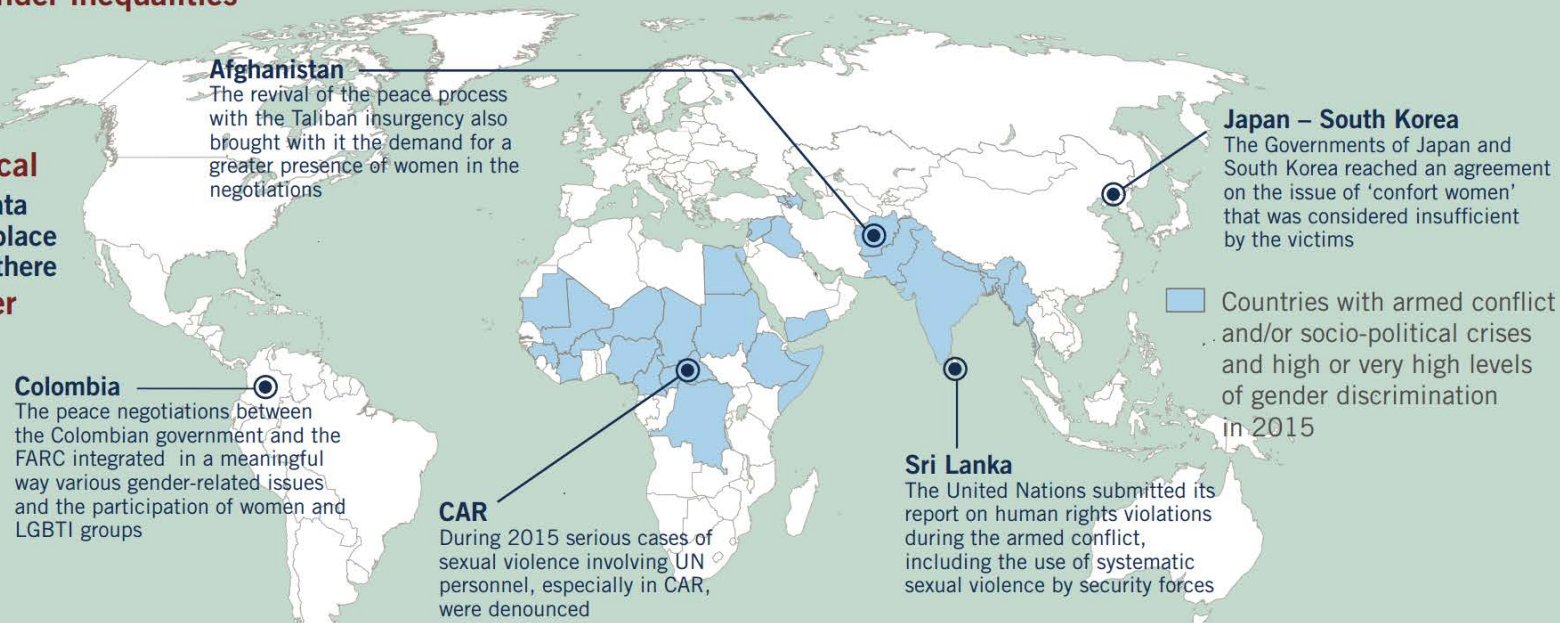 Afghanistan
The revival of the peace process
with the Taliban insurgency also
brought with it the demand for a
greater presence of women in the
negotiations
Japan – South Korea
The Governments of Japan and
South Korea reached an agreement
on the issue of ‘confort women’
that was considered insufficient
by the victims
place
there
Countries with armed conflict
and/or socio-political crises
and high or very high levels
of gender discrimination
in 2015
Colombia
The peace negotiations between
the Colombian government and the
FARC integrated in a meaningful
way various gender-related issues
and the participation of women and
LGBTI groups
CAR
During 2015 serious cases of
sexual violence involving UN
personnel, especially in CAR,
were denounced
Sri Lanka
The United Nations submitted its
report on human rights violations
during the armed conflict,
including the use of systematic
sexual violence by security forces